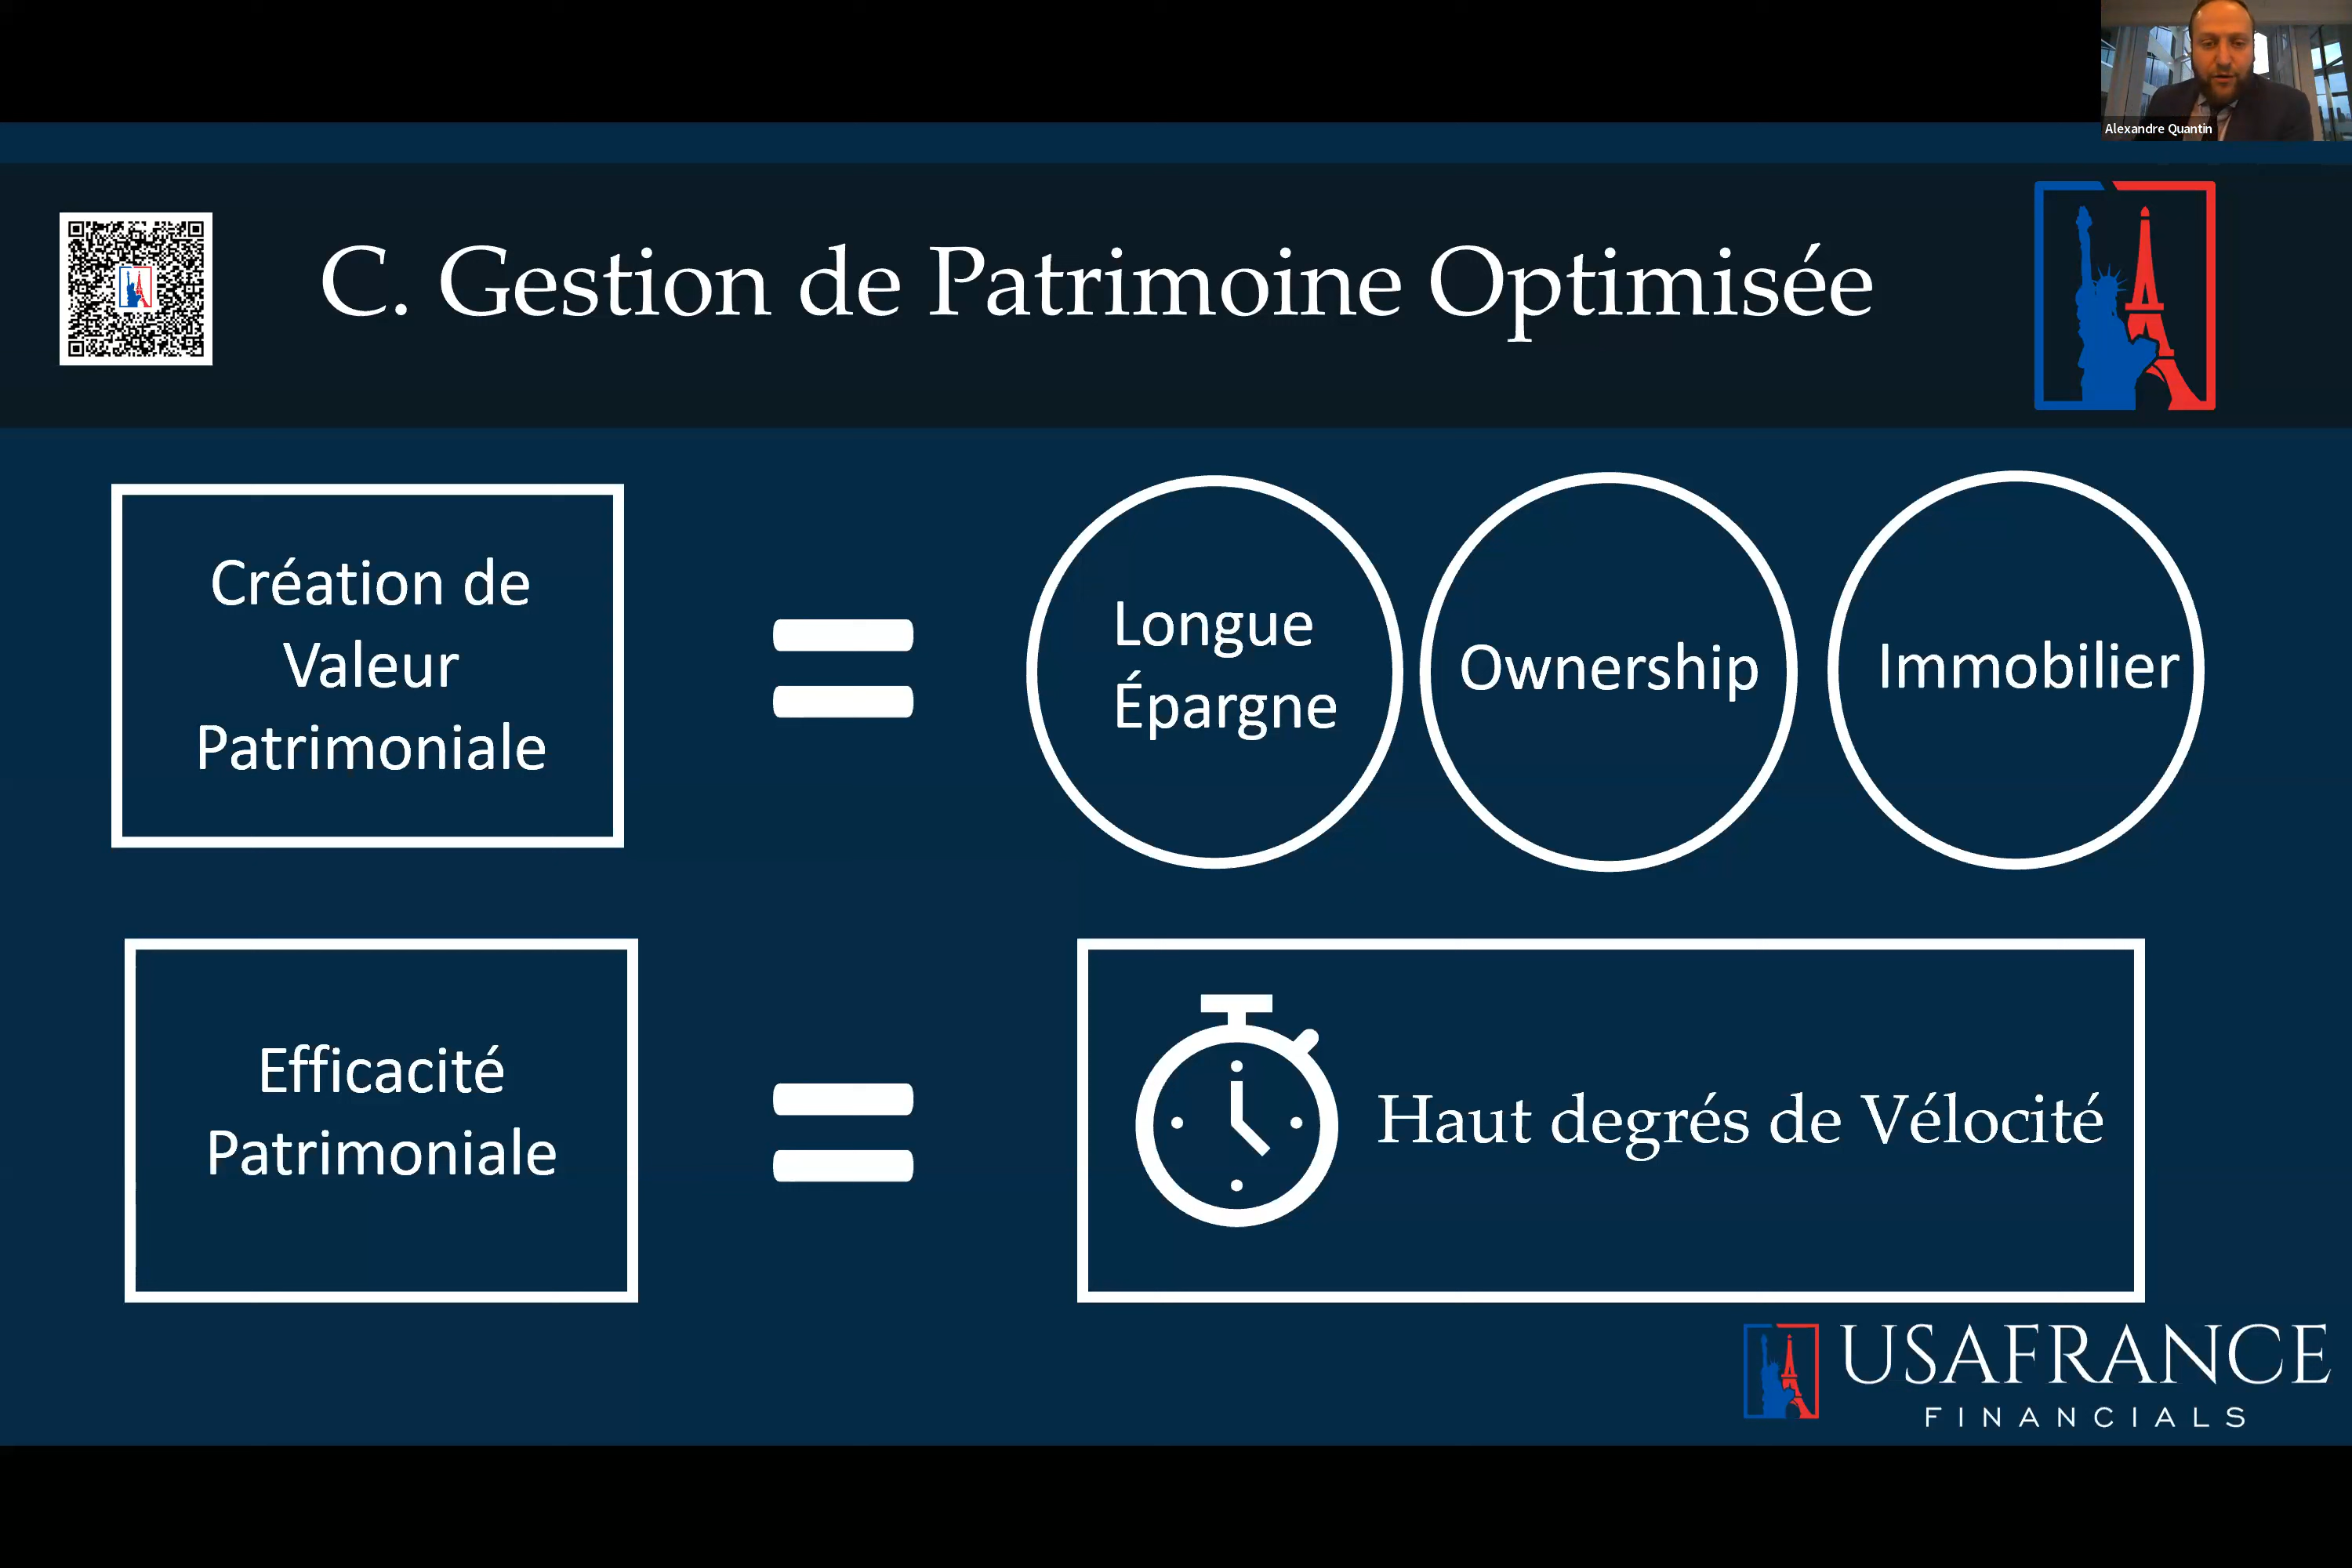 Alexandre Quantin
C. Gestion de Patrimoine Optimisée
Création de
Valeur
Patrimoniale
Longue
Épargne
Ownership
Immobilier
Efficacité
Patrimoniale
Haut degrés de Vélocité
USAFRANCE
FINANCIALS